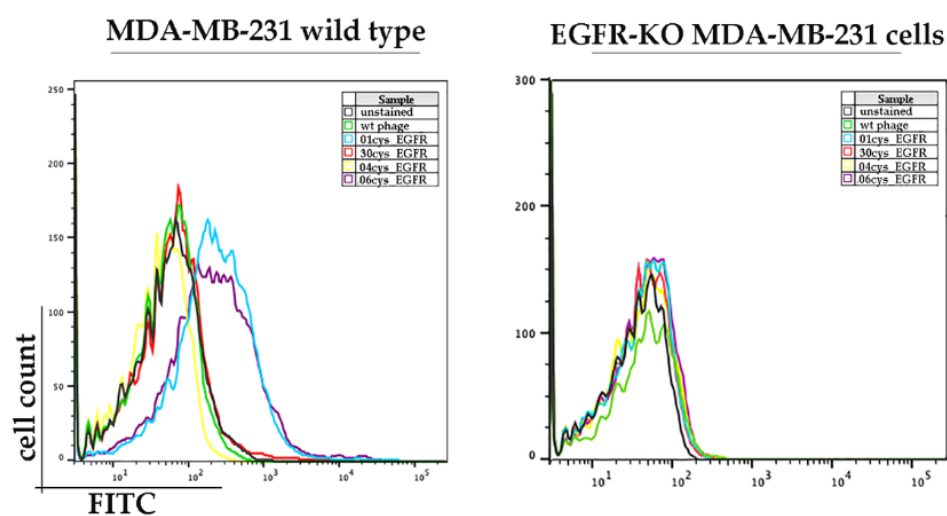 MDA-MB-231 wild type
250
200
150
100
50
0
10¹ 10² 10³ 10⁴ 10⁵
Sample
unstained
wt phage
01cys_EGFR
30cys_EGFR
04cys_EGFR
06cys_EGFR
cell count
FITC
EGFR-KO MDA-MB-231 cells
300
200
100
0
10¹ 10² 10³ 10⁴ 10⁵
Sample
unstained
wt phage
01cys_EGFR
30cys_EGFR
04cys_EGFR
06cys_EGFR